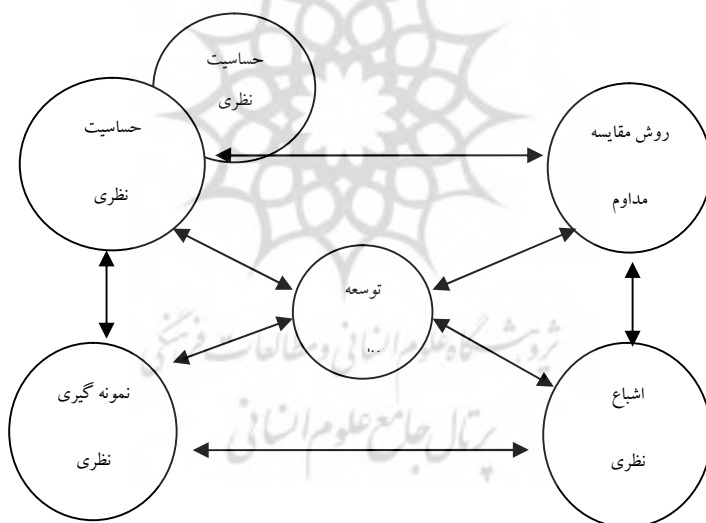 حساسیت
نظری
حساسیت
نظری
روش مقایسه
مداوم
توسعه
پژوهشگاه علوم انسانی و مطالعات فرهنگی
پرتال جامع علوم انسانی
نمونه گیری
نظری
اشباع
نظری